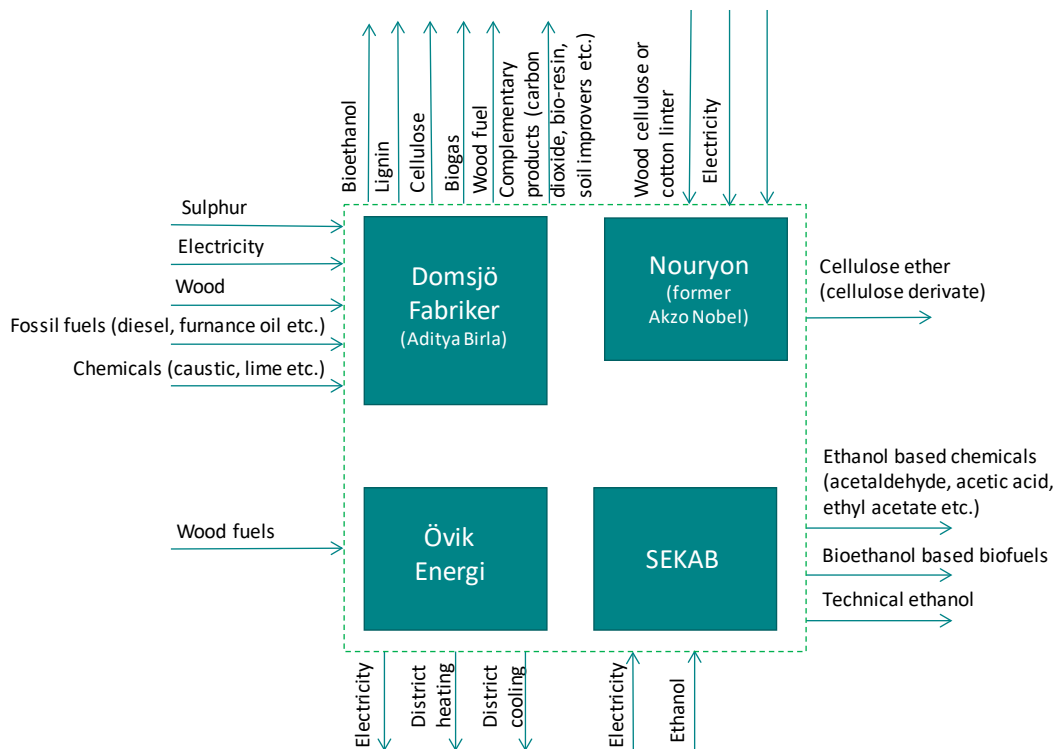 Bioethanol
Lignin
Cellulose
Biogas
Wood fuel
Complementary
products (carbon
dioxide, bio-resin,
soil improvers etc.)
Wood cellulose or
cotton linter
Electricity
Sulphur
Electricity
Wood
Fossil fuels (diesel, furnance oil etc.)
Chemicals (caustic, lime etc.)
Domsjö
Fabriker
(Aditya Birla)
Nouryon
(former
Akzo Nobel)
Cellulose ether
(cellulose derivate)
Wood fuels
Övik
Energi
SEKAB
Ethanol based chemicals
(acetaldehyde, acetic acid,
ethyl acetate etc.)
Bioethanol based biofuels
Technical ethanol
Electricity
District
heating
District
cooling
Electricity
Ethanol